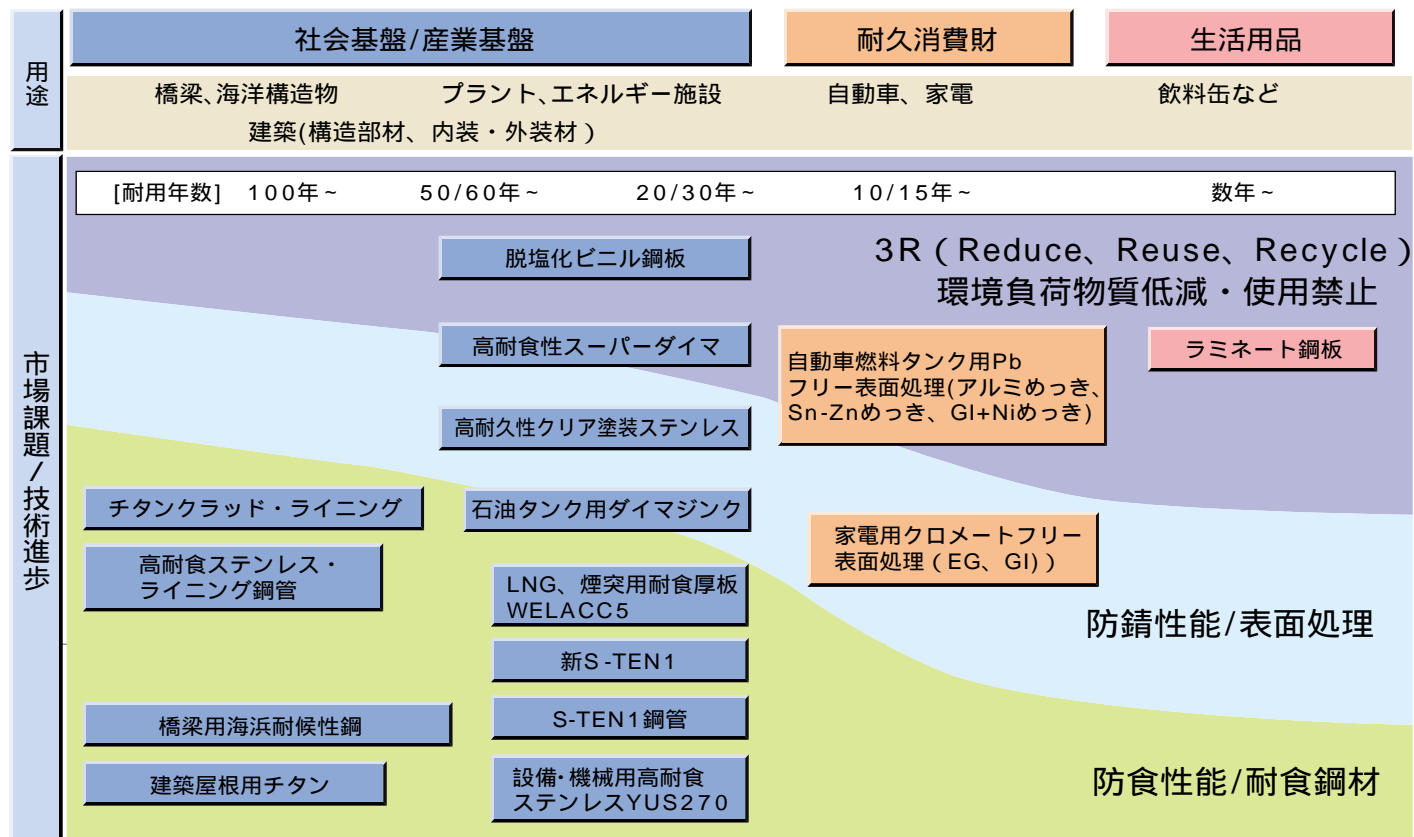 用途
社会基盤/産業基盤
耐久消費財
生活用品
橋梁、海洋構造物
プラント、エネルギー施設
自動車、家電
飲料缶など
建築(構造部材、内装・外装材)
市場課題/技術進歩
[耐用年数] 100年~ 50/60年~ 20/30年~ 10/15年~ 数年~
脱塩化ビニル鋼板
3R(Reduce、Reuse、Recycle)
環境負荷物質低減・使用禁止
高耐食性スーパーダイマ
自動車燃料タンク用Pb
フリー表面処理(アルミめっき、
Sn-Znめっき、GI+Niめっき)
ラミネート鋼板
高耐久性クリア塗装ステンレス
チタンクラッド・ライニング
石油タンク用ダイマジンク
高耐食ステンレス・
ライニング鋼管
家電用クロメートフリー
表面処理(EG、GI))
LNG、煙突用耐食厚板
WELACC5
防錆性能/表面処理
新S-TEN1
橋梁用海浜耐候性鋼
S-TEN1鋼管
建築屋根用チタン
設備・機械用高耐食
ステンレスYUS270
防食性能/耐食鋼材